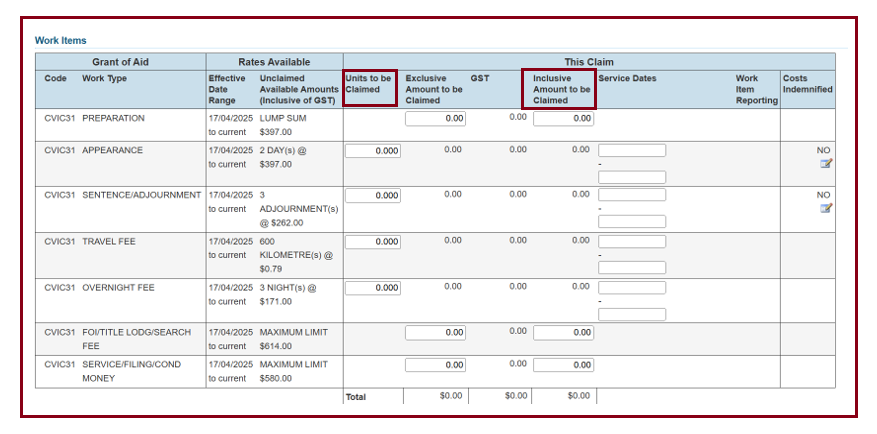 Work Items
Grant of Aid Rates Available This Claim
Code Work Type Effective Unclaimed Units to be Exclusive GST Inclusive Service Dates Work Costs
Date Available Amounts Claimed Amount to be Amount to be Item Indemnified
Range (Inclusive of GST) Claimed Claimed Reporting
CVIC31 PREPARATION 17/04/2025 LUMP SUM 0.00 0.00 0.00
to current $397.00
CVIC31 APPEARANCE 17/04/2025 2 DAY(s) @ 0.000 0.00 0.00 0.00 NO
to current $397.00 -
CVIC31 SENTENCE/ADJOURNMENT 17/04/2025 3 0.000 0.00 0.00 0.00 NO
to current ADJOURNMENT(s) -
@ $262.00
CVIC31 TRAVEL FEE 17/04/2025 600 0.000 0.00 0.00 0.00
to current KILOMETRE(s) @ -
$0.79
CVIC31 OVERNIGHT FEE 17/04/2025 3 NIGHT(s) @ 0.000 0.00 0.00 0.00
to current $171.00 -
CVIC31 FOI/TITLE LODG/SEARCH 17/04/2025 MAXIMUM LIMIT 0.00 0.00 0.00
FEE to current $614.00
CVIC31 SERVICE/FILING/COND 17/04/2025 MAXIMUM LIMIT 0.00 0.00 0.00
MONEY to current $580.00
Total $0.00 $0.00 $0.00